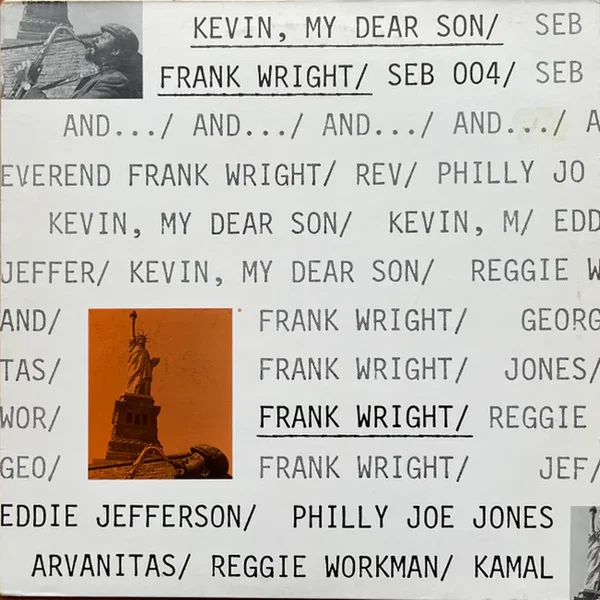 KEVIN, MY DEAR SON/ SEB
FRANK WRIGHT/ SEB 004/ SEB
AND.../ AND.../ AND.../ AND.../ A
EVEREND FRANK WRIGHT/ REV/ PHILLY JO
KEVIN, MY DEAR SON/ KEVIN, M/ EDD
JEFFER/ KEVIN, MY DEAR SON/ REGGIE W
AND/ FRANK WRIGHT/ GEORG
TAS/ FRANK WRIGHT/ JONES/
WOR/ FRANK WRIGHT/ REGGIE
GEO/ FRANK WRIGHT/ JEF/
EDDIE JEFFERSON/ PHILLY JOE JONES
ARVANITAS/ REGGIE WORKMAN/ KAMAL